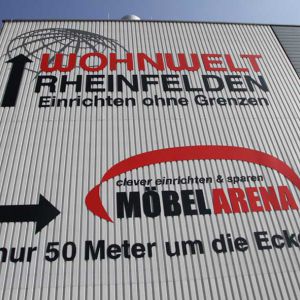 WOHNWELT
RHEINFELDEN
Einrichten ohne Grenzen
clever einrichten & sparen
MÖBELARENA
nur 50 Meter um die Ecke